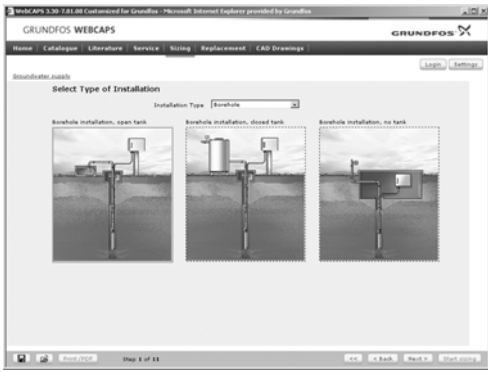 WebCAPS 3.30-7.01.80 Customized for Grundfos - Microsoft Internet Explorer provided by Grundfos
GRUNDFOS WEBCAPS
GRUNDFOS
Home Catalogue Literature Service Sizing Replacement CAD Drawings
Login Settings
Groundwater supply
Select Type of Installation
Installation Type Borehole
Borehole installation, open tank Borehole installation, closed tank Borehole installation, no tank
Print/PDF Step 1 of 11 << < Back Next > Start sizing